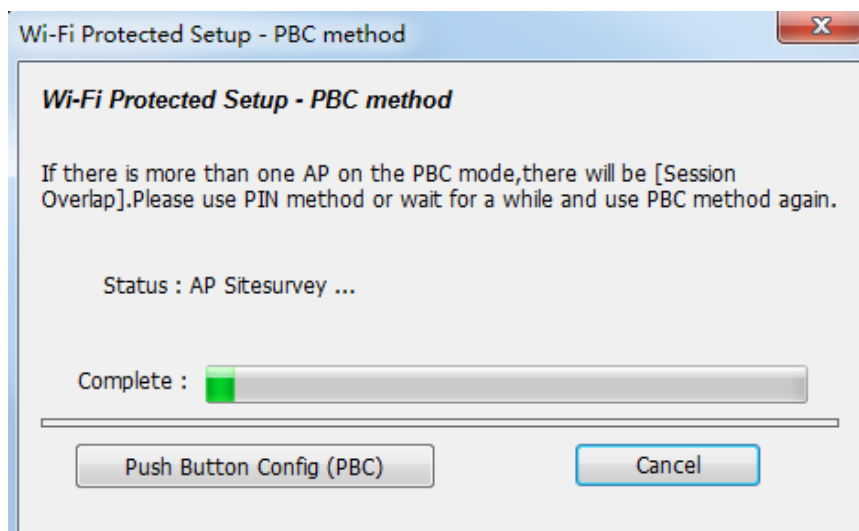 Wi-Fi Protected Setup - PBC method
Wi-Fi Protected Setup - PBC method
If there is more than one AP on the PBC mode,there will be [Session
Overlap].Please use PIN method or wait for a while and use PBC method again.
Status : AP Sitesurvey ...
Complete :
Push Button Config (PBC)
Cancel